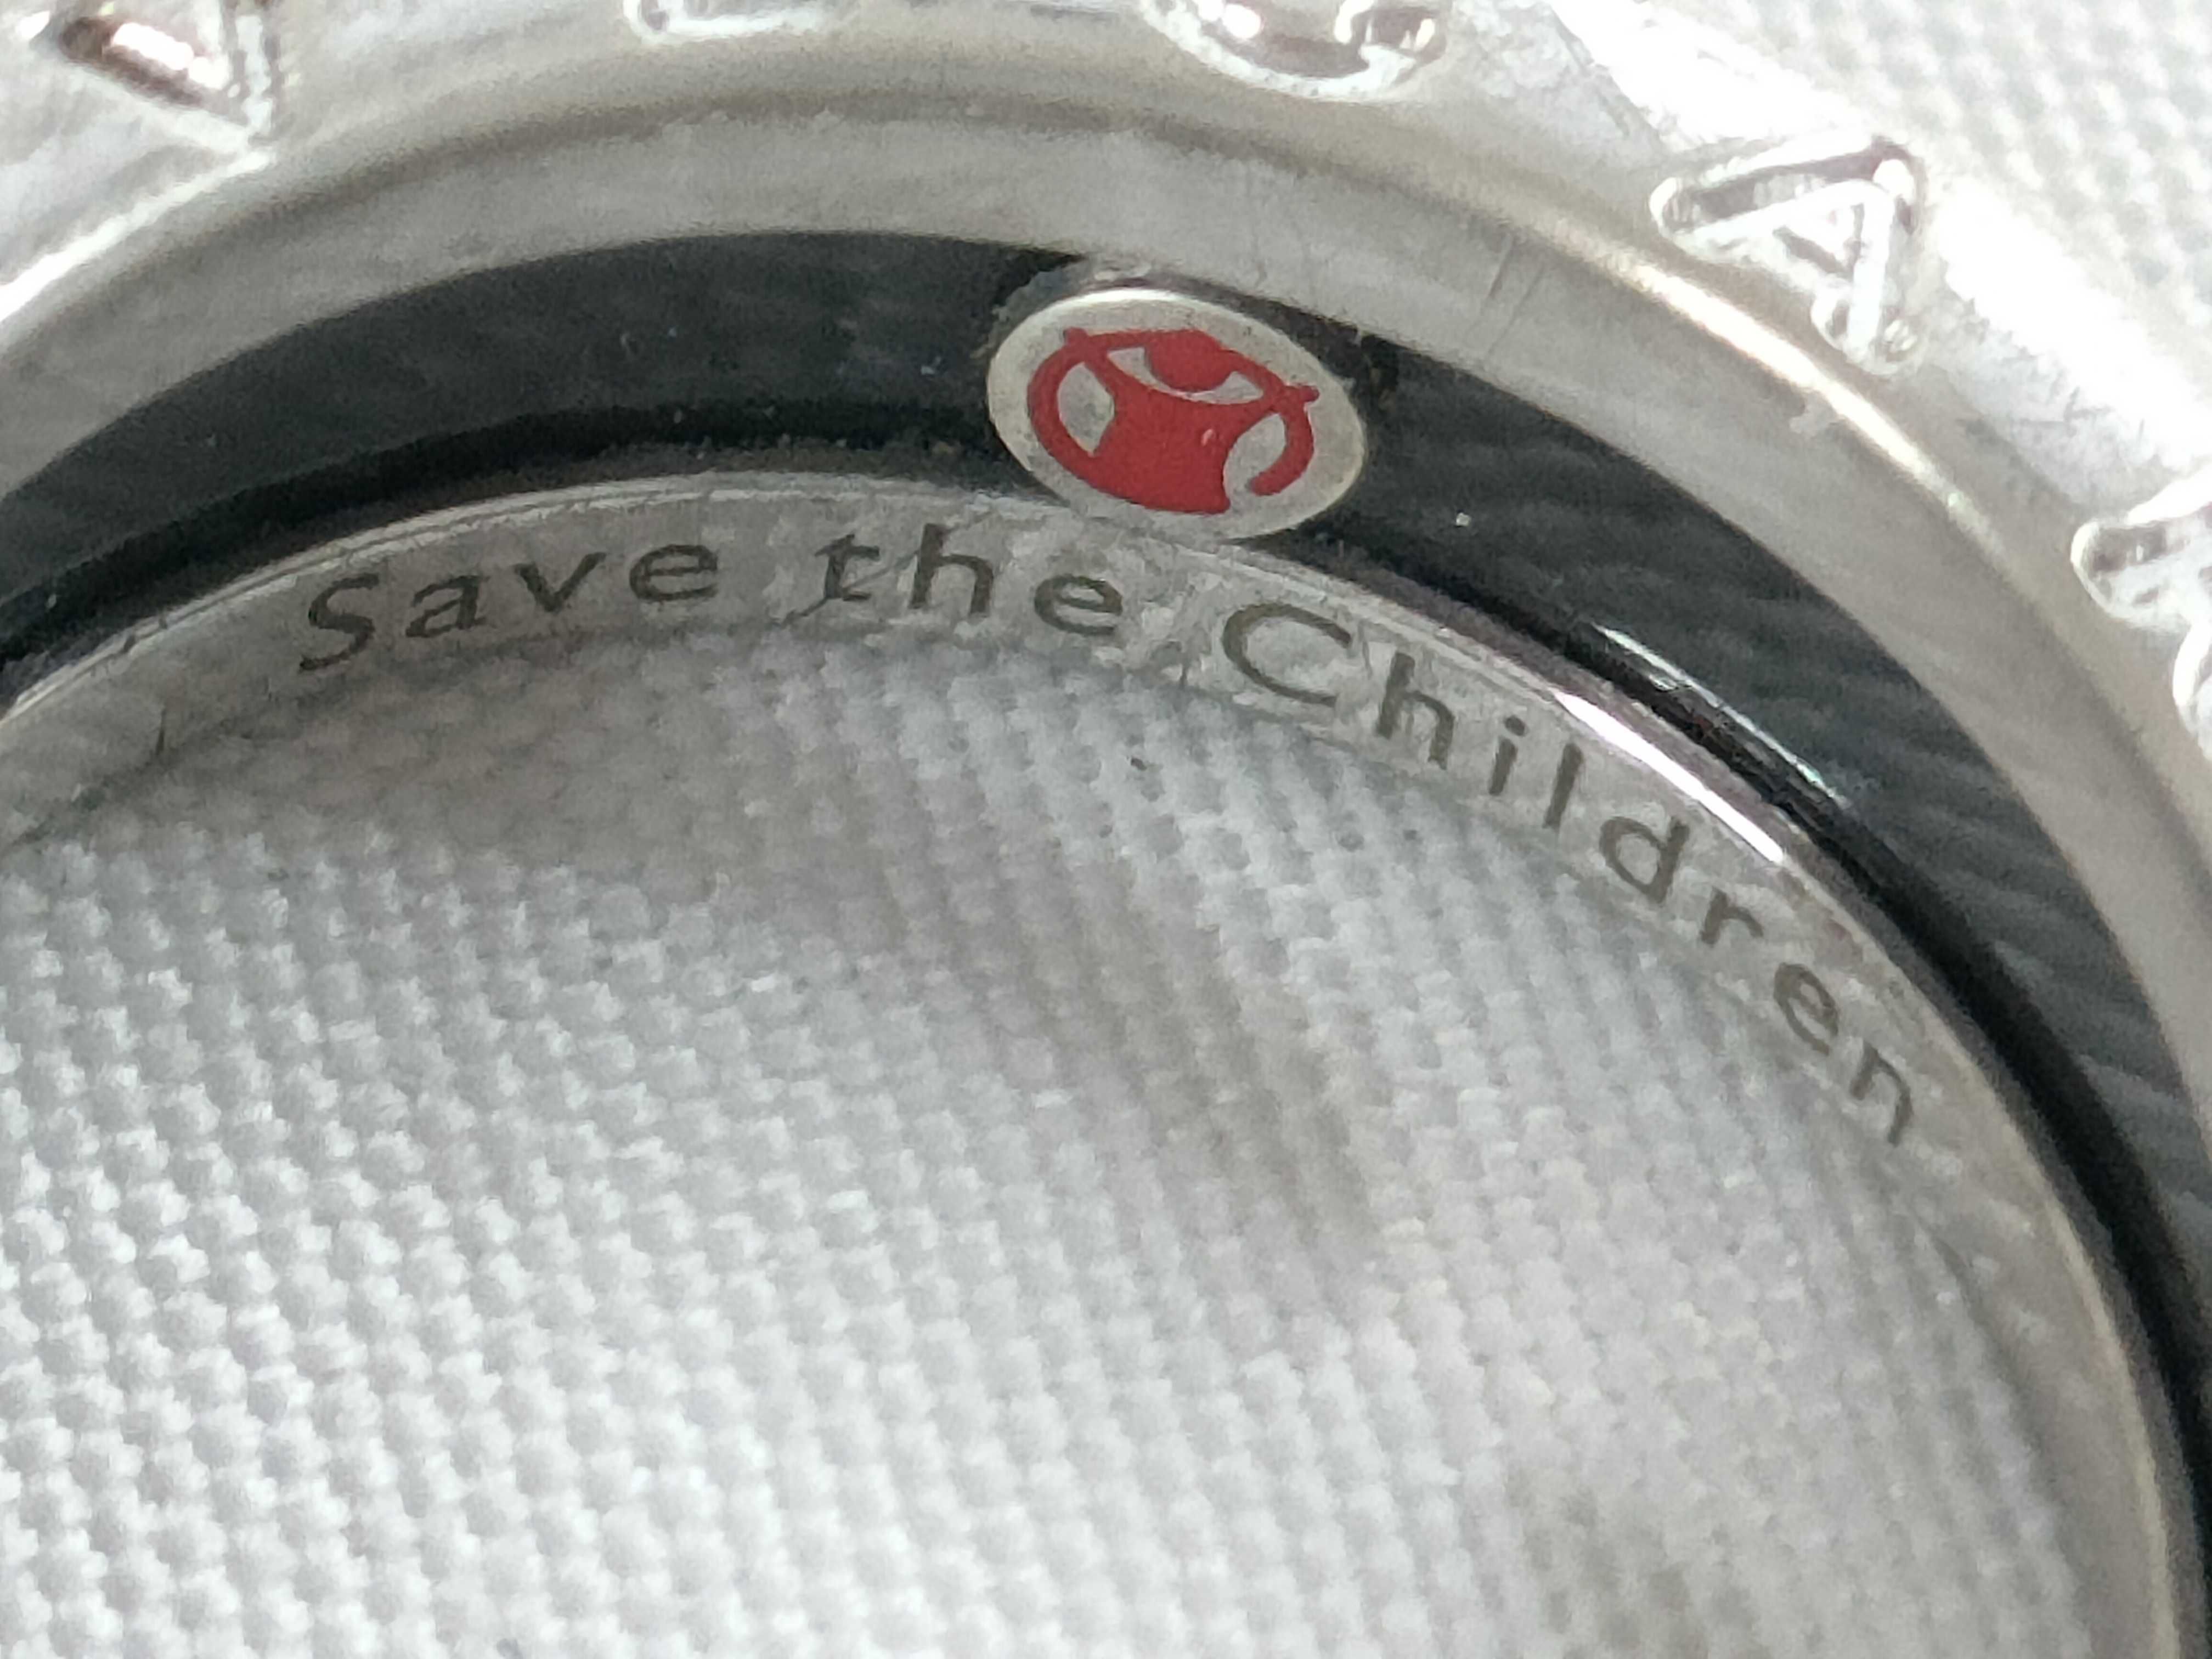 Save the Children